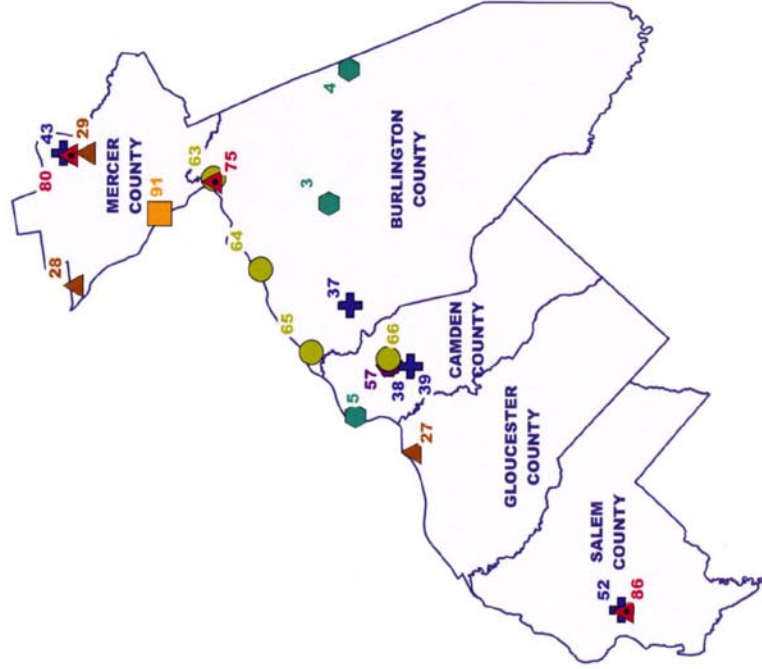 80
43
28
29
MERCER
COUNTY
91
63
75
64
65
3
4
37
5
57
66
38
BURLINGTON
COUNTY
39
27
CAMDEN
COUNTY
GLOUCESTER
COUNTY
SALEM
COUNTY
52
86